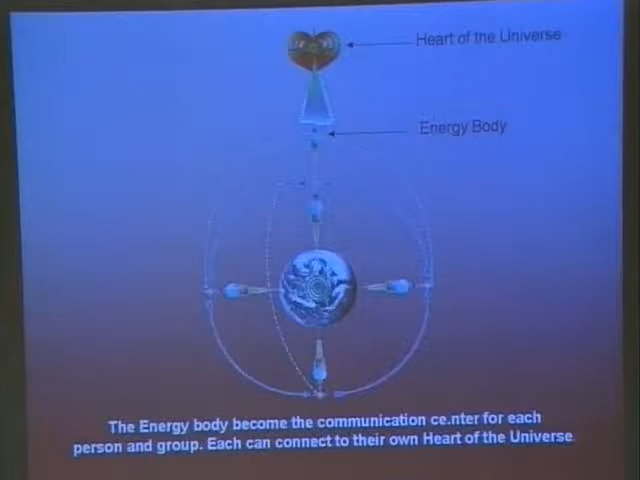 Heart of the Universe
Energy Body
The Energy body become the communication ce.nter for each
person and group. Each can connect to their own Heart of the Universe